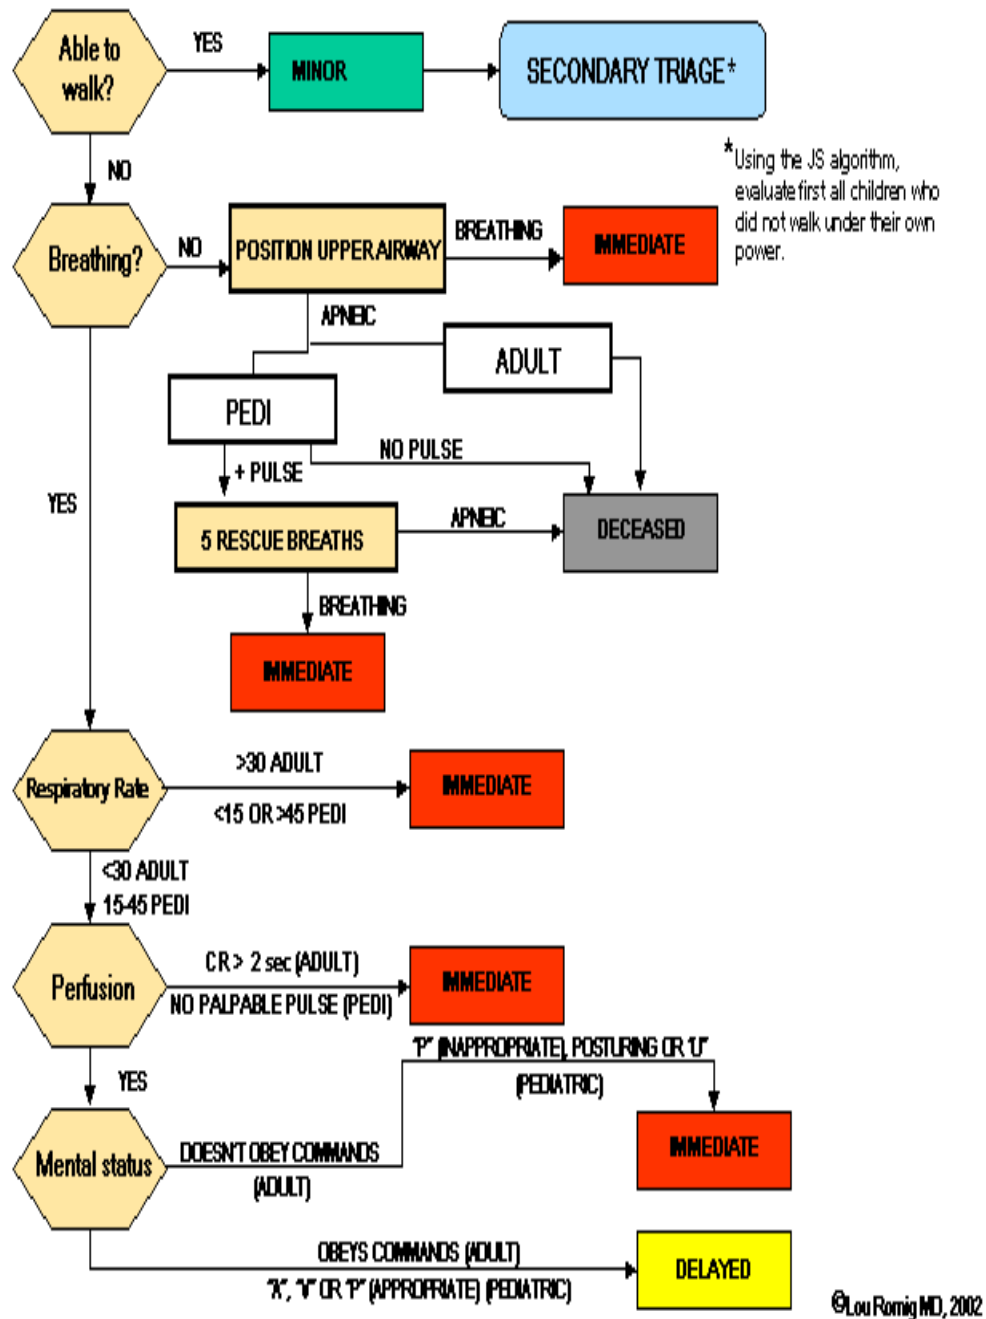 Able to
walk?
YES
MINOR
SECONDARY TRIAGE*
NO
*Using the JS algorithm,
evaluate first all children who
did not walk under their own
power.
Breathing?
NO
POSITION UPPER AIRWAY
BREATHING
IMMEDIATE
APNEIC
ADULT
PEDI
NO PULSE
+ PULSE
YES
5 RESCUE BREATHS
APNEIC
DECEASED
BREATHING
IMMEDIATE
Respiratory Rate
>30 ADULT
<15 OR >45 PEDI
IMMEDIATE
<30 ADULT
15-45 PEDI
Perfusion
CR > 2 sec (ADULT)
NO PALPABLE PULSE (PEDI)
IMMEDIATE
"P" (INAPPROPRIATE), POSTURING OR "U"
(PEDIATRIC)
YES
Mental status
DOESN'T OBEY COMMANDS
(ADULT)
IMMEDIATE
OBEYS COMMANDS (ADULT)
"A", "V" OR "P" (APPROPRIATE) (PEDIATRIC)
DELAYED
©Lou Romig MD, 2002